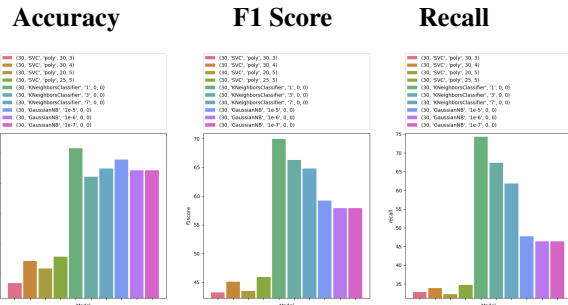 Accuracy F1 Score Recall
(30, 'SVC', 'poly', 30, 3)
(30, 'SVC', 'poly', 30, 4)
(30, 'SVC', 'poly', 20, 5)
(30, 'SVC', 'poly', 25, 5)
(30, 'KNeighborsClassifier', '1', 0, 0)
(30, 'KNeighborsClassifier', '3', 0, 0)
(30, 'KNeighborsClassifier', '7', 0, 0)
(30, 'GaussianNB', '1e-5', 0, 0)
(30, 'GaussianNB', '1e-6', 0, 0)
(30, 'GaussianNB', '1e-7', 0, 0)
(30, 'SVC', 'poly', 30, 3)
(30, 'SVC', 'poly', 30, 4)
(30, 'SVC', 'poly', 20, 5)
(30, 'SVC', 'poly', 25, 5)
(30, 'KNeighborsClassifier', '1', 0, 0)
(30, 'KNeighborsClassifier', '3', 0, 0)
(30, 'KNeighborsClassifier', '7', 0, 0)
(30, 'GaussianNB', '1e-5', 0, 0)
(30, 'GaussianNB', '1e-6', 0, 0)
(30, 'GaussianNB', '1e-7', 0, 0)
70
65
60
55
50
45
f1score
(30, 'SVC', 'poly', 30, 3)
(30, 'SVC', 'poly', 30, 4)
(30, 'SVC', 'poly', 20, 5)
(30, 'SVC', 'poly', 25, 5)
(30, 'KNeighborsClassifier', '1', 0, 0)
(30, 'KNeighborsClassifier', '3', 0, 0)
(30, 'KNeighborsClassifier', '7', 0, 0)
(30, 'GaussianNB', '1e-5', 0, 0)
(30, 'GaussianNB', '1e-6', 0, 0)
(30, 'GaussianNB', '1e-7', 0, 0)
75
70
65
60
55
50
45
40
35
recall